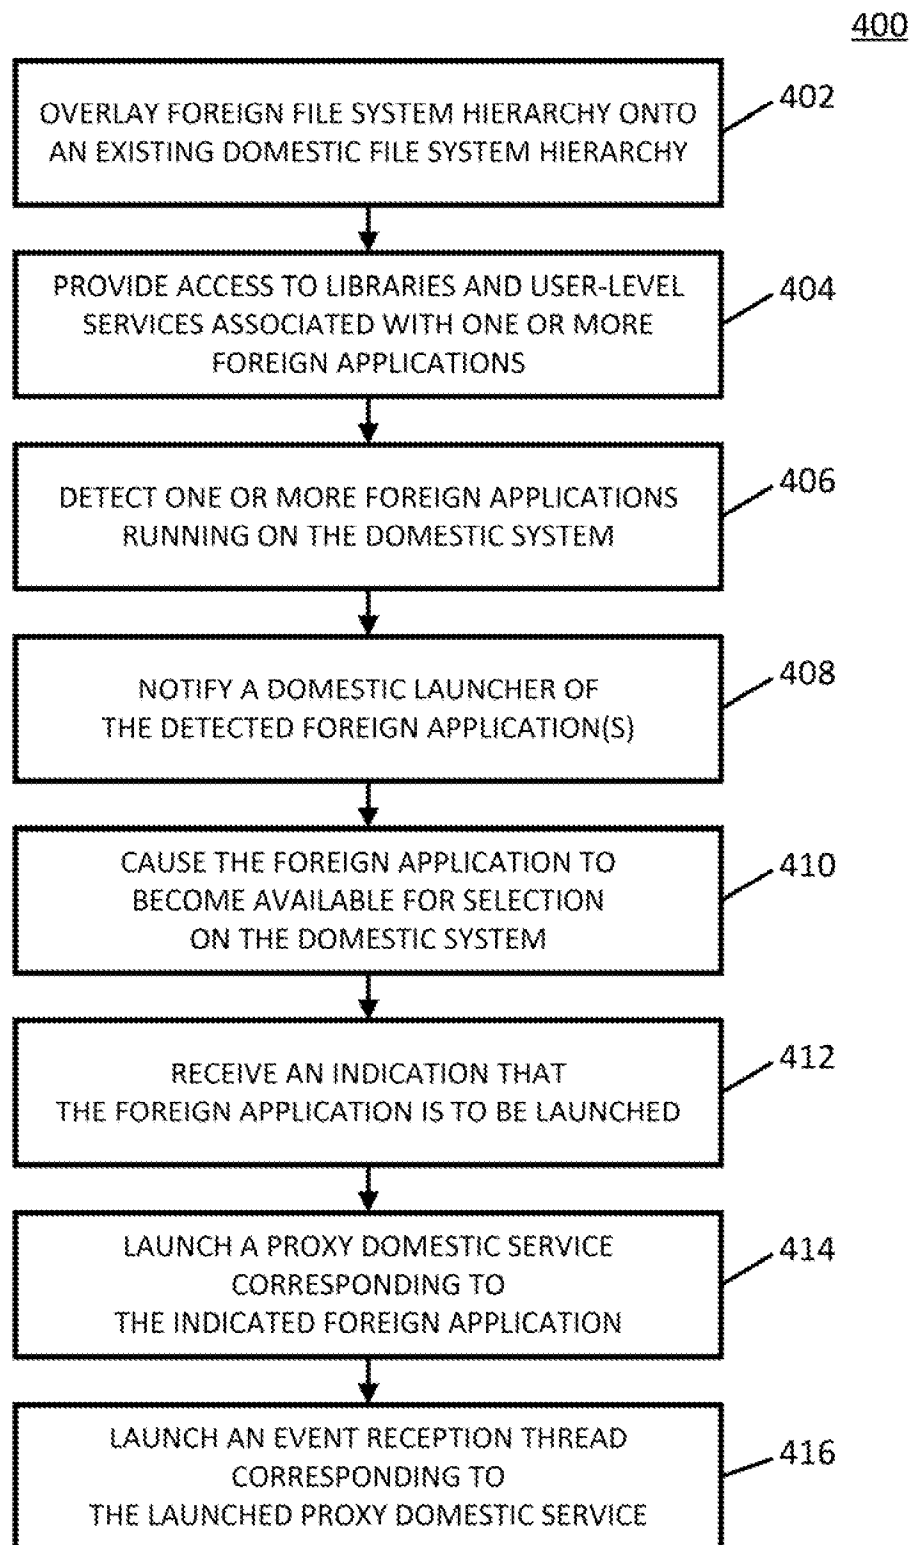 400
OVERLAY FOREIGN FILE SYSTEM HIERARCHY ONTO
AN EXISTING DOMESTIC FILE SYSTEM HIERARCHY
402
PROVIDE ACCESS TO LIBRARIES AND USER-LEVEL
SERVICES ASSOCIATED WITH ONE OR MORE
FOREIGN APPLICATIONS
404
DETECT ONE OR MORE FOREIGN APPLICATIONS
RUNNING ON THE DOMESTIC SYSTEM
406
NOTIFY A DOMESTIC LAUNCHER OF
THE DETECTED FOREIGN APPLICATION(S)
408
CAUSE THE FOREIGN APPLICATION TO
BECOME AVAILABLE FOR SELECTION
ON THE DOMESTIC SYSTEM
410
RECEIVE AN INDICATION THAT
THE FOREIGN APPLICATION IS TO BE LAUNCHED
412
LAUNCH A PROXY DOMESTIC SERVICE
CORRESPONDING TO
THE INDICATED FOREIGN APPLICATION
414
LAUNCH AN EVENT RECEPTION THREAD
CORRESPONDING TO
THE LAUNCHED PROXY DOMESTIC SERVICE
416